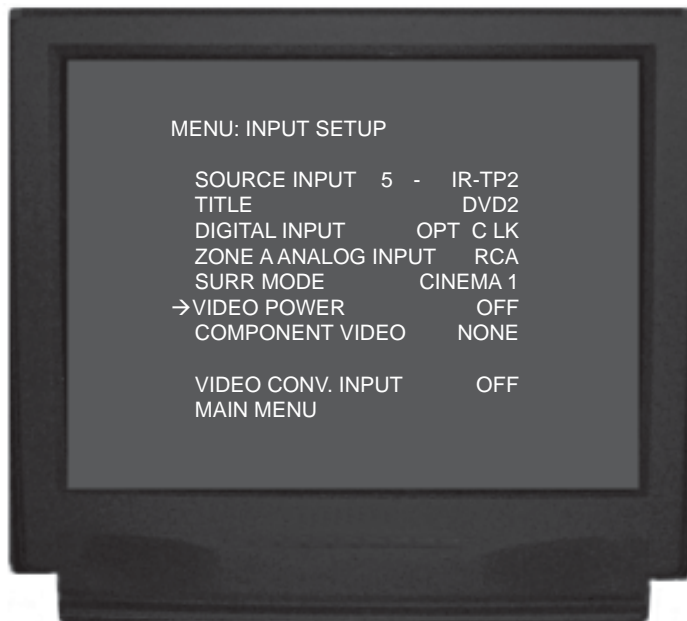 MENU: INPUT SETUP
SOURCE INPUT 5 - IR-TP2
TITLE DVD2
DIGITAL INPUT OPT C LK
ZONE A ANALOG INPUT RCA
SURR MODE CINEMA 1
→VIDEO POWER OFF
COMPONENT VIDEO NONE
VIDEO CONV. INPUT OFF
MAIN MENU